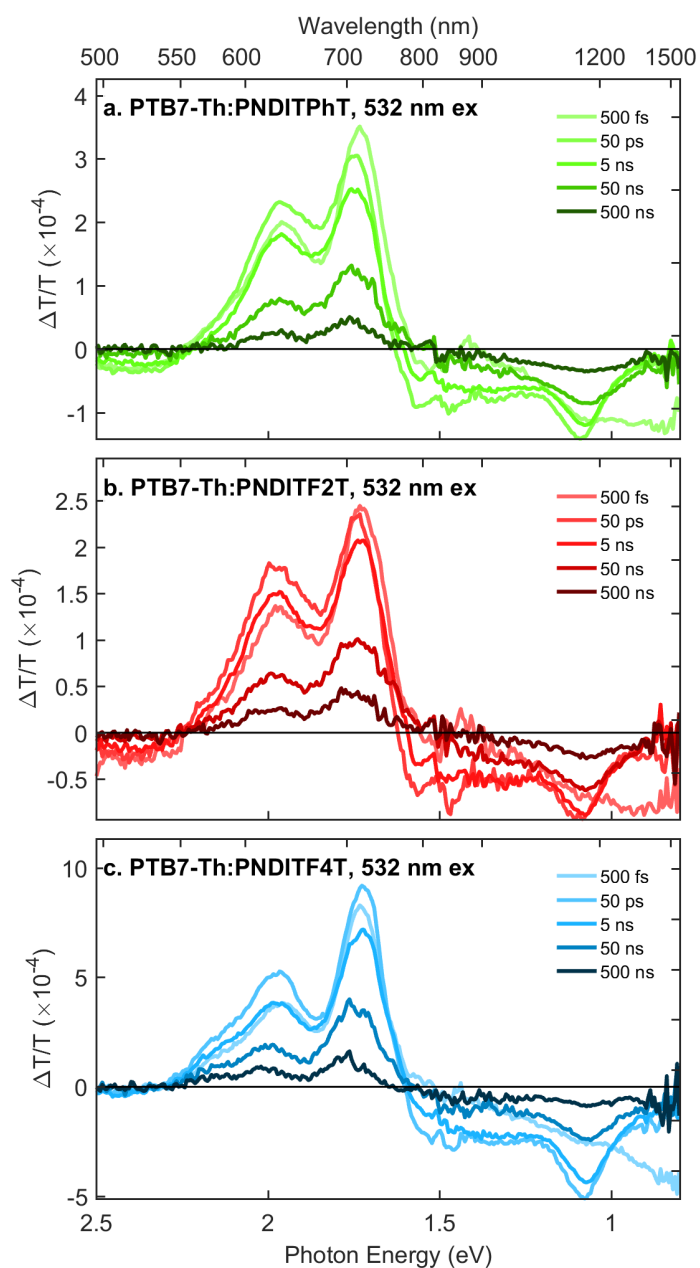 Wavelength (nm)
500 550 600 700 800 900 1200 1500
a. PTB7-Th:PNDITPhT, 532 nm ex
500 fs
50 ps
5 ns
50 ns
500 ns
4
3
2
1
0
-1
ΔT/T (×10-4)
b. PTB7-Th:PNDITF2T, 532 nm ex
500 fs
50 ps
5 ns
50 ns
500 ns
2.5
2
1.5
1
0.5
0
-0.5
ΔT/T (×10-4)
c. PTB7-Th:PNDITF4T, 532 nm ex
500 fs
50 ps
5 ns
50 ns
500 ns
10
5
0
-5
ΔT/T (×10-4)
2.5 2 1.5 1
Photon Energy (eV)